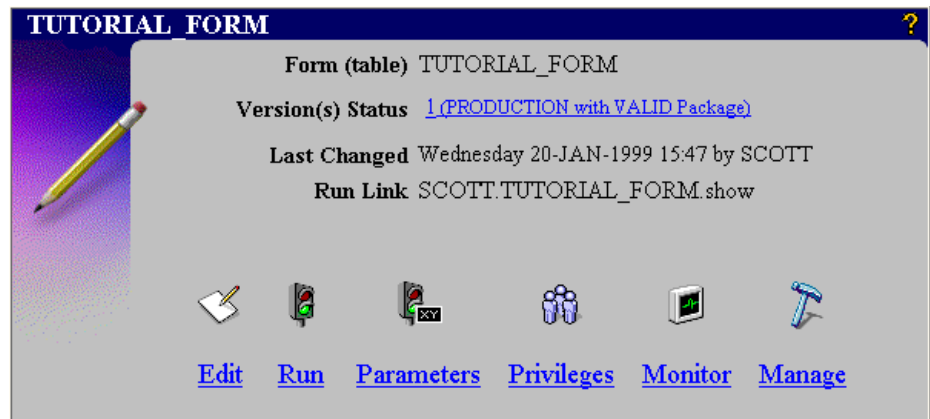 TUTORIAL_FORM ?
Form (table) TUTORIAL_FORM
Version(s) Status 1 (PRODUCTION with VALID Package)
Last Changed Wednesday 20-JAN-1999 15:47 by SCOTT
Run Link SCOTT.TUTORIAL_FORM.show
XY
Edit Run Parameters Privileges Monitor Manage